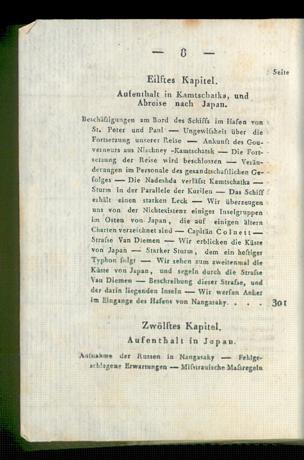 — 8 —
Seite
Eilftes Kapitel.
Aufenthalt in Kamtschatka, und
Abreise nach Japan.
Beschäftigungen am Bord des Schiffs im Hafen von
St. Peter und Paul — Ungewißheit über die
Fortsetzung unserer Reise — Ankunft des Gou-
verneurs aus Nischney-Kamtschatsk — Die Fort-
setzung der Reise wird beschlossen — Verän-
derungen im Personale des gesandtschaftlichen Ge-
folges — Die Nadeshda verläßt Kamtschatka —
Sturm in der Parallele der Kurilen — Das Schiff
erhält einen starken Leck — Wir überzeugen
uns von der Nichtexistenz einiger Inselgruppen
im Osten von Japan, die auf einigen ältern
Charten verzeichnet sind — Capitän Colnett-
Straße Van Diemen — Wir erblicken die Küste
von Japan — Starker Sturm, dem ein heftiger
Typhon folgt — Wir sehen zum zweitenmal die
Küste von Japan, und segeln durch die Straße
Van Diemen — Beschreibung dieser Straße, und
der darin liegenden Inseln — Wir werfen Anker
im Eingange des Hafens von Nangasaky. . . . 301
Zwölftes Kapitel.
Aufenthalt in Japan.
Aufnahme der Russen in Nangasaky — Fehlge-
schlagene Erwartungen — Mißtrauische Maßregeln